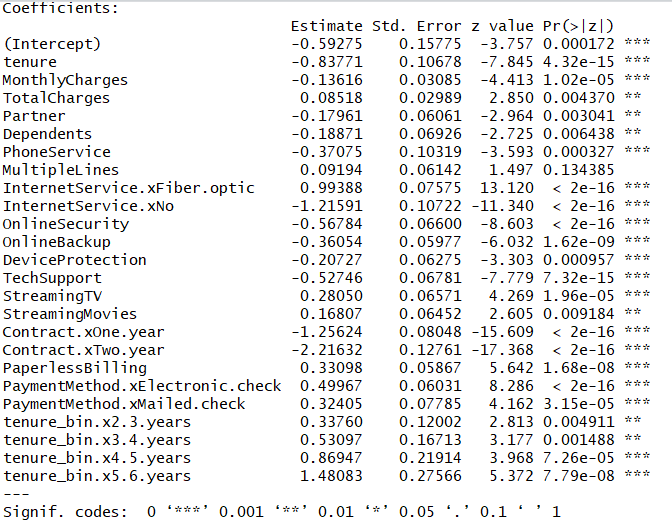 Coefficients:
Estimate Std. Error z value Pr(>|z|)
(Intercept) -0.59275 0.15775 -3.757 0.000172 ***
tenure -0.83771 0.10678 -7.845 4.32e-15 ***
MonthlyCharges -0.13616 0.03085 -4.413 1.02e-05 ***
TotalCharges 0.08518 0.02989 2.850 0.004370 **
Partner -0.17961 0.06061 -2.964 0.003041 **
Dependents -0.18871 0.06926 -2.725 0.006438 **
PhoneService -0.37075 0.10319 -3.593 0.000327 ***
MultipleLines 0.09194 0.06142 1.497 0.134385
InternetService.xFiber.optic 0.99388 0.07575 13.120 < 2e-16 ***
InternetService.xNo -1.21591 0.10722 -11.340 < 2e-16 ***
OnlineSecurity -0.56784 0.06600 -8.603 < 2e-16 ***
OnlineBackup -0.36054 0.05977 -6.032 1.62e-09 ***
DeviceProtection -0.20727 0.06275 -3.303 0.000957 ***
TechSupport -0.52746 0.06781 -7.779 7.32e-15 ***
StreamingTV 0.28050 0.06571 4.269 1.96e-05 ***
StreamingMovies 0.16807 0.06452 2.605 0.009184 **
Contract.xOne.year -1.25624 0.08048 -15.609 < 2e-16 ***
Contract.xTwo.year -2.21632 0.12761 -17.368 < 2e-16 ***
PaperlessBilling 0.33098 0.05867 5.642 1.68e-08 ***
PaymentMethod.xElectronic.check 0.49967 0.06031 8.286 < 2e-16 ***
PaymentMethod.xMailed.check 0.32405 0.07785 4.162 3.15e-05 ***
tenure_bin.x2.3.years 0.33760 0.12002 2.813 0.004911 **
tenure_bin.x3.4.years 0.53097 0.16713 3.177 0.001488 **
tenure_bin.x4.5.years 0.86947 0.21914 3.968 7.26e-05 ***
tenure_bin.x5.6.years 1.48083 0.27566 5.372 7.79e-08 ***
---
Signif. codes: 0 ‘***’ 0.001 ‘**’ 0.01 ‘*’ 0.05 ‘.’ 0.1 ‘ ’ 1